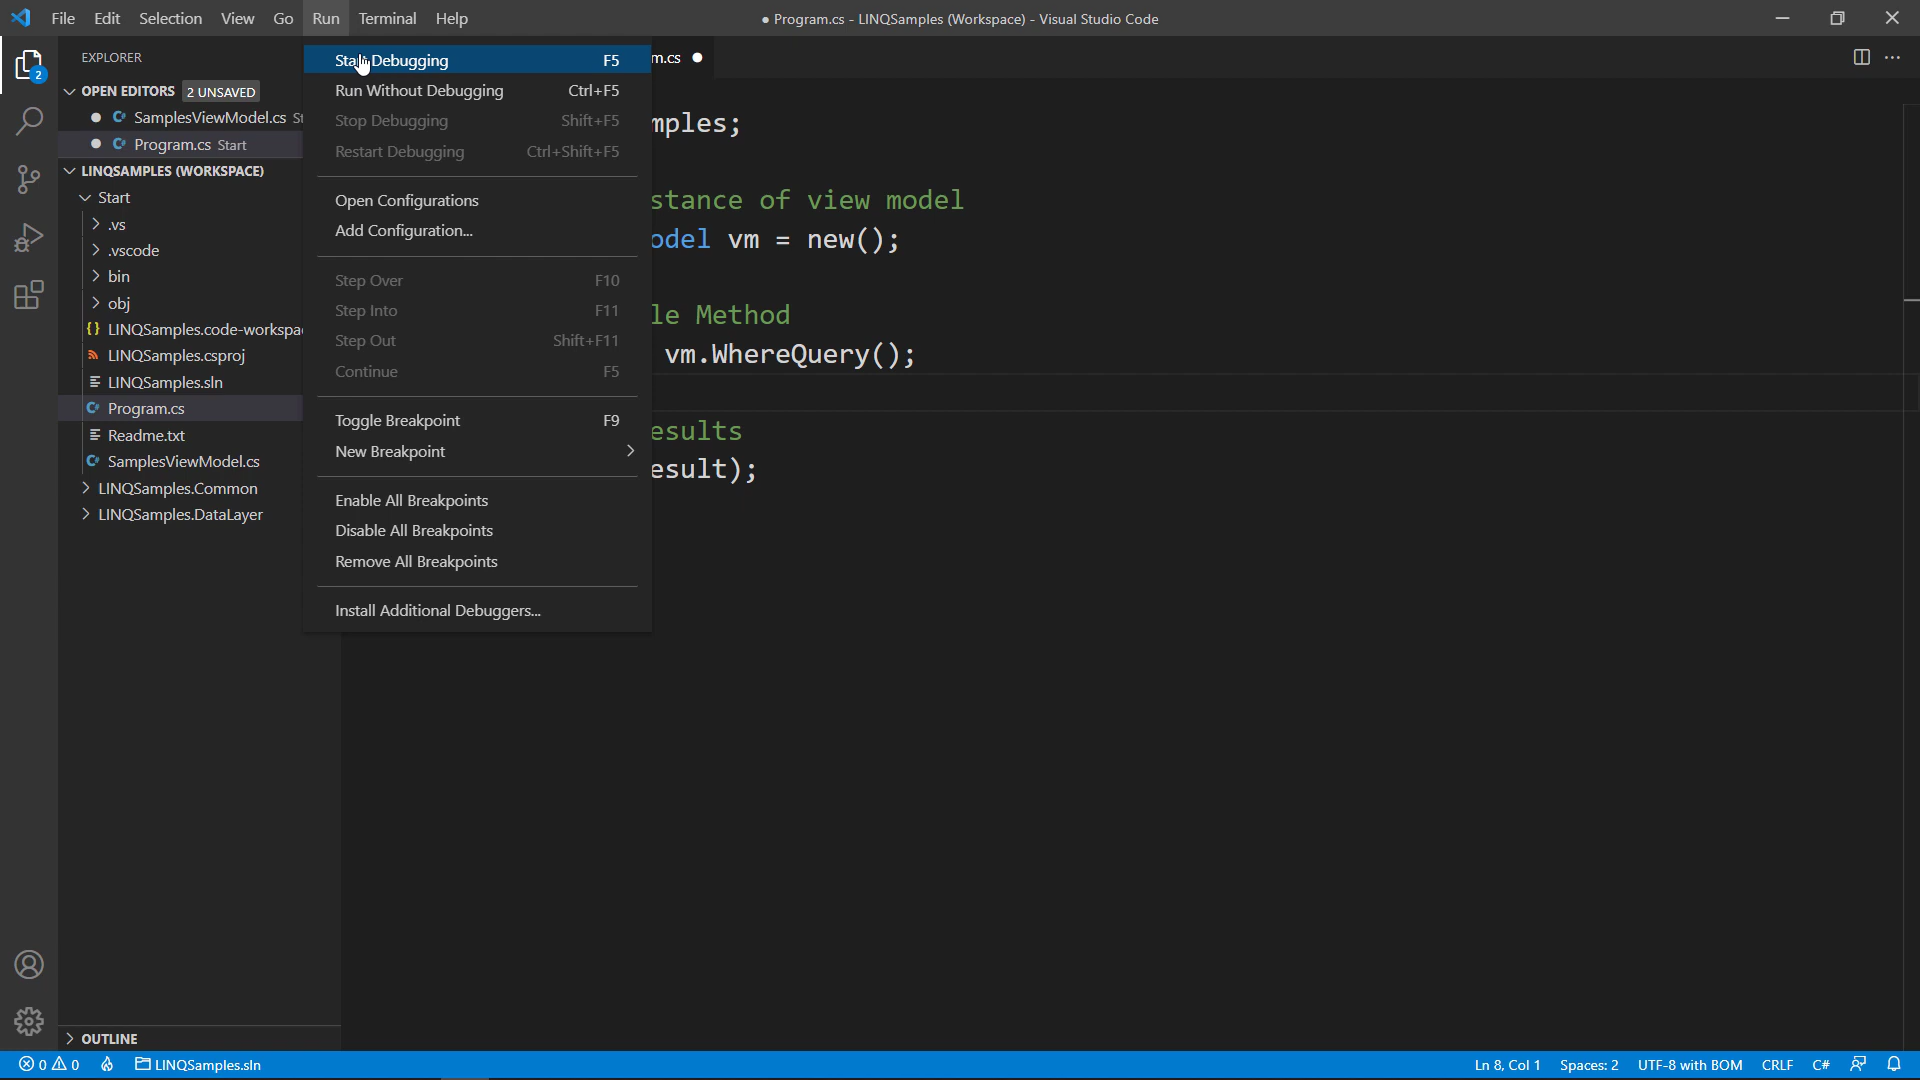 File Edit Selection View Go Run Terminal Help
● Program.cs - LINQSamples (Workspace) - Visual Studio Code
EXPLORER
2
OPEN EDITORS 2 UNSAVED
SamplesViewModel.cs
Program.cs Start
LINQSAMPLES (WORKSPACE)
Start
.vs
.vscode
bin
obj
LINQSamples.code-workspa
LINQSamples.csproj
LINQSamples.sln
Program.cs
Readme.txt
SamplesViewModel.cs
LINQSamples.Common
LINQSamples.DataLayer
OUTLINE
Debugging F5
Run Without Debugging Ctrl+F5
Stop Debugging Shift+F5
Restart Debugging Ctrl+Shift+F5
Open Configurations
Add Configuration...
Step Over F10
Step Into F11
Step Out Shift+F11
Continue F5
Toggle Breakpoint F9
New Breakpoint
Enable All Breakpoints
Disable All Breakpoints
Remove All Breakpoints
Install Additional Debuggers...
m.cs
mples;
stance of view model
odel vm = new();
le Method
vm.WhereQuery();
esults
esult);
0 0 LINQSamples.sln
Ln 8, Col 1 Spaces: 2 UTF-8 with BOM CRLF C#